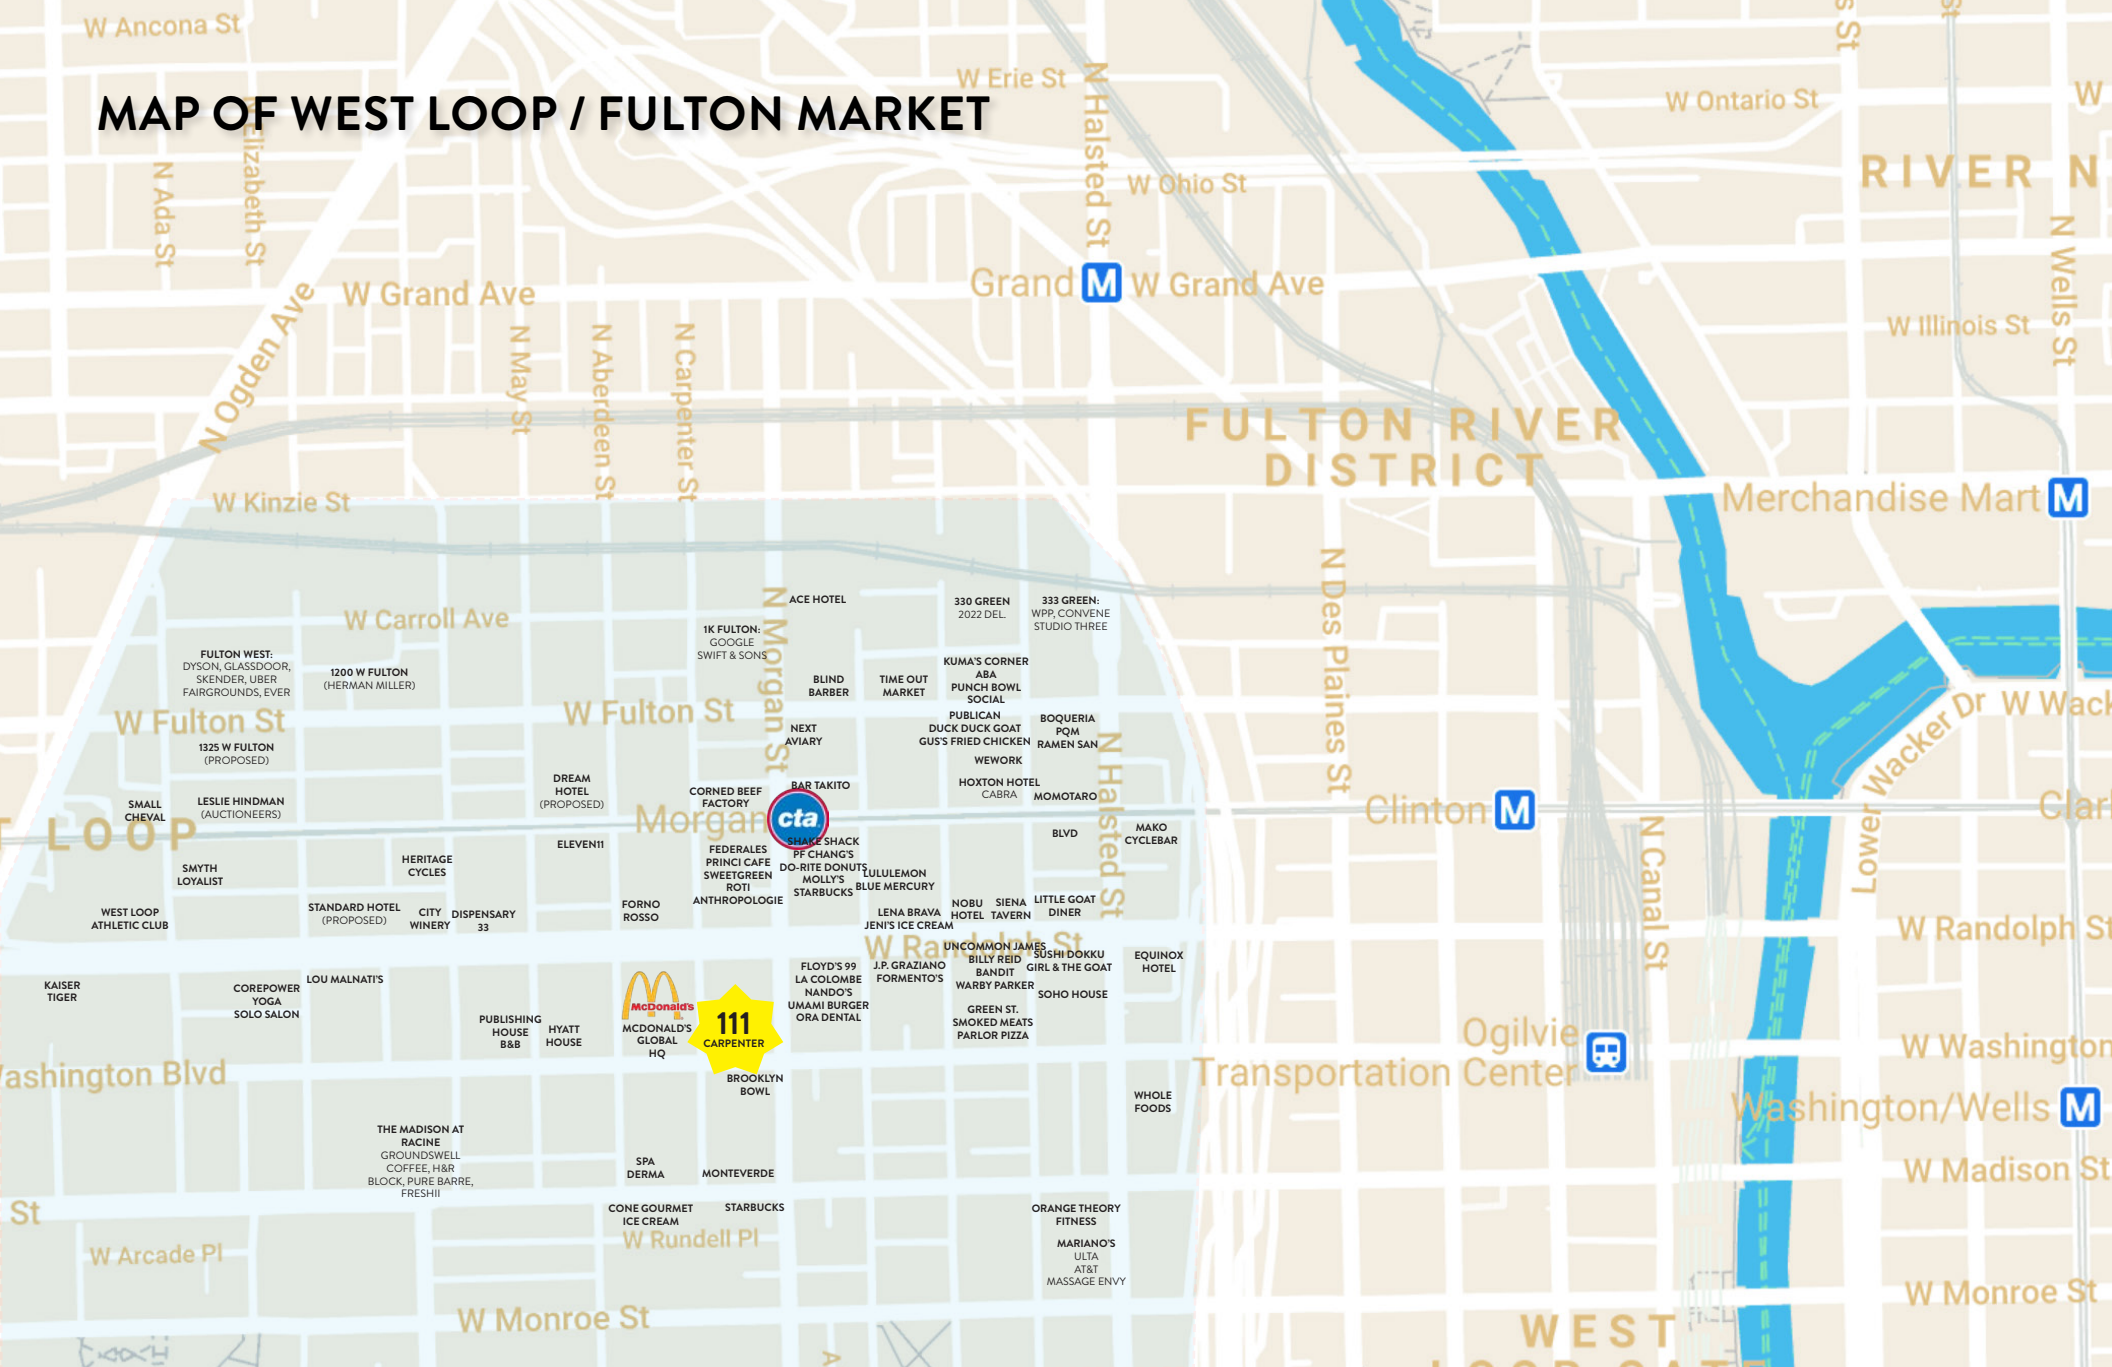 MAP OF WEST LOOP / FULTON MARKET
W Ancona St
N Elizabeth St
N Ada St
W Erie St
N Halsted St
W Ontario St
W Ohio St
RIVER N
N Wells St
W Grand Ave
Grand
M
W Grand Ave
N Ogden Ave
N May St
N Aberdeen St
N Carpenter St
W Illinois St
FULTON RIVER
DISTRICT
W Kinzie St
Merchandise Mart
M
N Des Plaines St
W Carroll Ave
N Morgan St
ACE HOTEL
330 GREEN
2022 DEL.
333 GREEN:
WPP, CONVENE
STUDIO THREE
1K FULTON:
GOOGLE
SWIFT & SONS
FULTON WEST:
DYSON, GLASSDOOR,
SKENDER, UBER
FAIRGROUNDS, EVER
1200 W FULTON
(HERMAN MILLER)
BLIND
BARBER
TIME OUT
MARKET
KUMA'S CORNER
ABA
PUNCH BOWL
SOCIAL
W Fulton St
W Fulton St
NEXT
AVIARY
PUBLICAN
DUCK DUCK GOAT
GUS'S FRIED CHICKEN
BOQUERIA
PQM
RAMEN SAN
N Halsted St
W Wack
Lower Wacker Dr
1325 W FULTON
(PROPOSED)
WEWORK
DREAM
HOTEL
(PROPOSED)
BAR TAKITO
HOXTON HOTEL
CABRA
MOMOTARO
CORNED BEEF
FACTORY
SMALL
CHEVAL
LESLIE HINDMAN
(AUCTIONEERS)
T LOOP
Morgan
cta
Clinton
M
Clar
N Canal St
BLVD
MAKO
CYCLEBAR
ELEVEN11
SHAKE SHACK
PF CHANG'S
DO-RITE DONUTS
MOLLY'S
STARBUCKS
FEDERALES
PRINCI CAFE
SWEETGREEN
ROTI
ANTHROPOLOGIE
LULULEMON
BLUE MERCURY
HERITAGE
CYCLES
SMYTH
LOYALIST
WEST LOOP
ATHLETIC CLUB
STANDARD HOTEL
(PROPOSED)
CITY
WINERY
DISPENSARY
33
FORNO
ROSSO
LENA BRAVA
JENI'S ICE CREAM
NOBU
HOTEL
SIENA
TAVERN
LITTLE GOAT
DINER
W Randolph St
W Randolph St
UNCOMMON JAMES
BILLY REID
BANDIT
WARBY PARKER
SUSHI DOKKU
GIRL & THE GOAT
SOHO HOUSE
EQUINOX
HOTEL
FLOYD'S 99
LA COLOMBE
NANDO'S
UMAMI BURGER
ORA DENTAL
J.P. GRAZIANO
FORMENTO'S
GREEN ST.
SMOKED MEATS
PARLOR PIZZA
KAISER
TIGER
COREPOWER
YOGA
SOLO SALON
LOU MALNATI'S
PUBLISHING
HOUSE
B&B
HYATT
HOUSE
McDonald's
MCDONALD'S
GLOBAL
HQ
111
CARPENTER
Ogilvie
Transportation Center
W Washington
ashington Blvd
BROOKLYN
BOWL
WHOLE
FOODS
Washington/Wells
M
THE MADISON AT
RACINE
GROUNDSWELL
COFFEE, H&R
BLOCK, PURE BARRE,
FRESHII
SPA
DERMA
MONTEVERDE
W Madison St
St
CONE GOURMET
ICE CREAM
STARBUCKS
ORANGE THEORY
FITNESS
W Rundell Pl
W Arcade Pl
MARIANO'S
ULTA
AT&T
MASSAGE ENVY
W Monroe St
W Monroe St
WEST